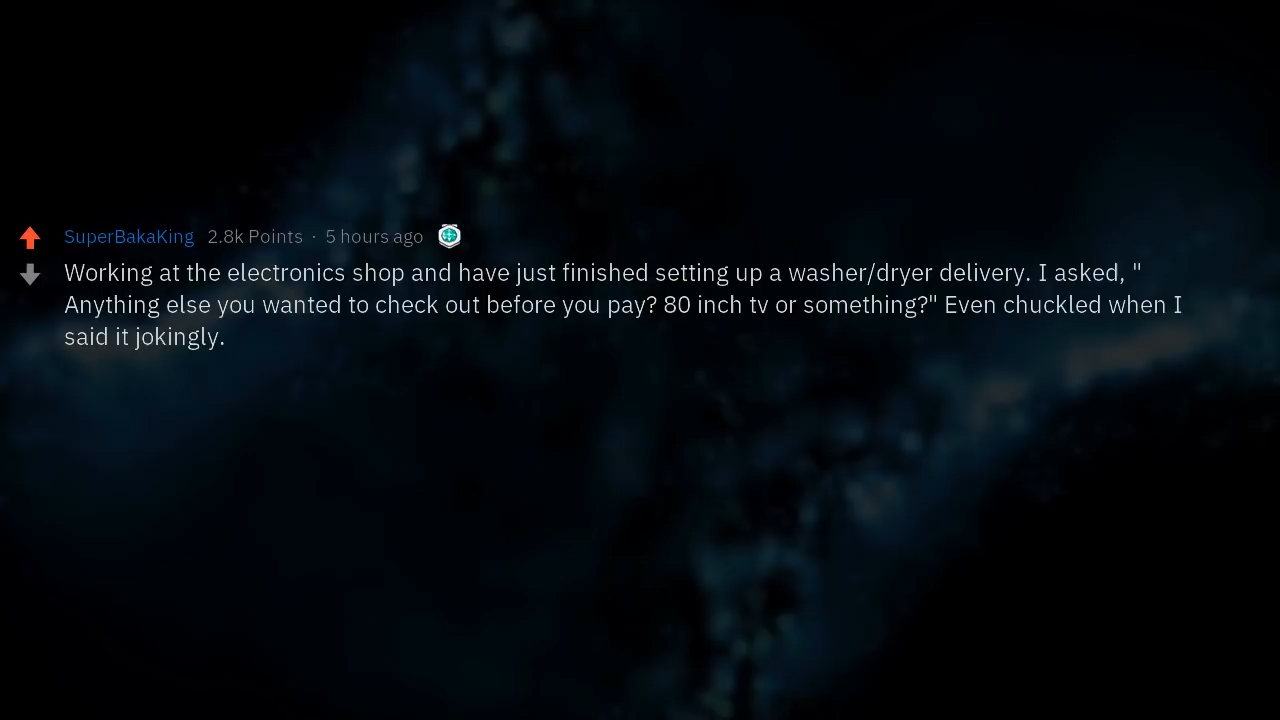 SuperBakaKing 2.8k Points · 5 hours ago
Working at the electronics shop and have just finished setting up a washer/dryer delivery. I asked, "
Anything else you wanted to check out before you pay? 80 inch tv or something?" Even chuckled when I
said it jokingly.